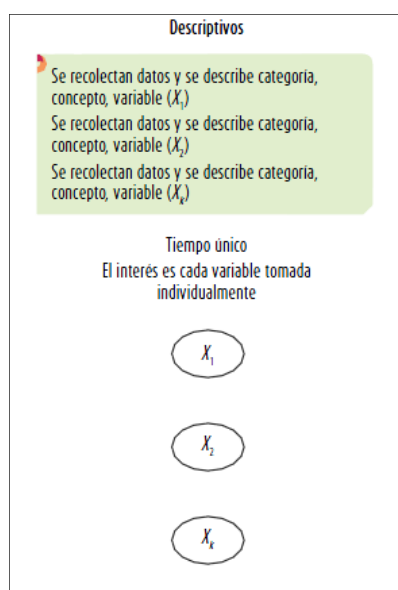 Descriptivos
Se recolectan datos y se describe categoría,
concepto, variable (X₁)
Se recolectan datos y se describe categoría,
concepto, variable (X₂)
Se recolectan datos y se describe categoría,
concepto, variable (Xₖ)
Tiempo único
El interés es cada variable tomada
individualmente
X₁
X₂
Xₖ